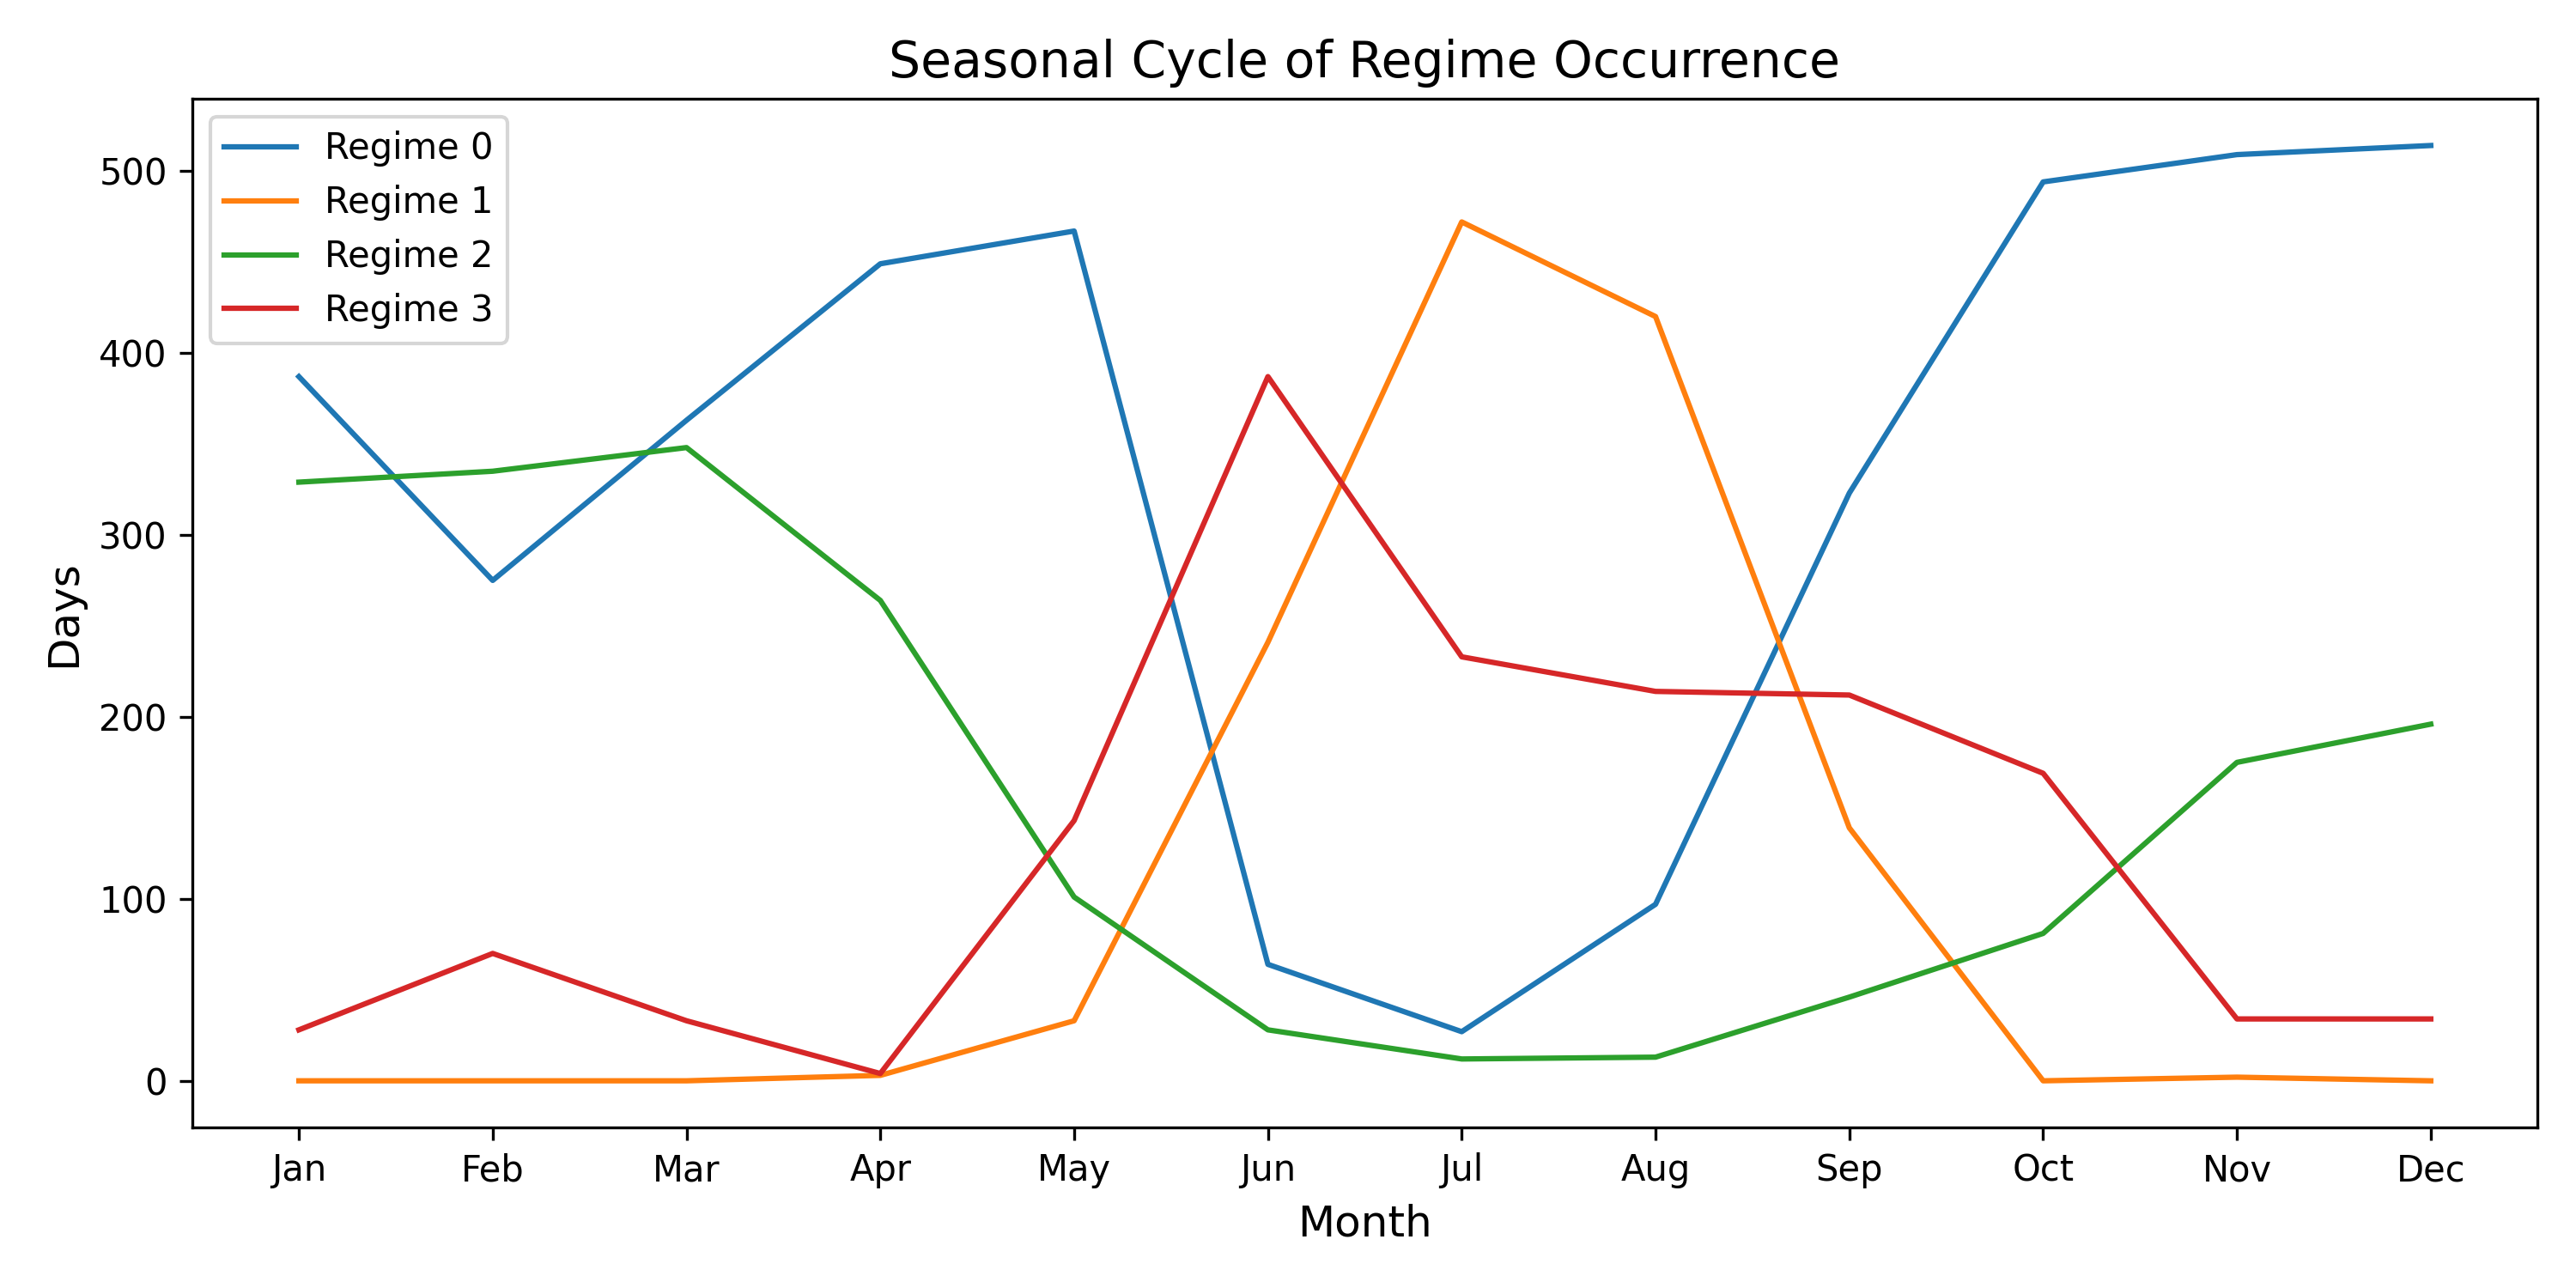 Seasonal Cycle of Regime Occurrence
Regime 0
Regime 1
Regime 2
Regime 3
500
400
300
200
100
0
Days
Jan Feb Mar Apr May Jun Jul Aug Sep Oct Nov Dec
Month